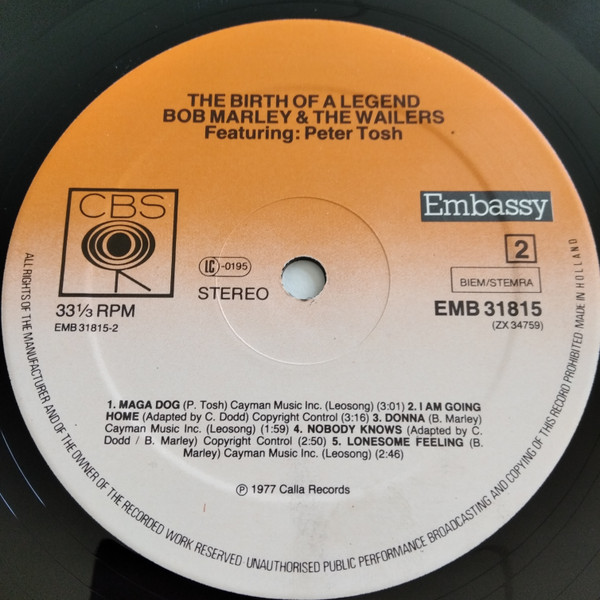 THE BIRTH OF A LEGEND
BOB MARLEY & THE WAILERS
Featuring: Peter Tosh
CBS
Embassy
LC-0195
2
STEREO
BIEM/STEMRA
33 1/3 RPM
EMB 31815
EMB 31815-2
(ZX 34759)
1. MAGA DOG (P. Tosh) Cayman Music Inc. (Leosong) (3:01) 2. I AM GOING
HOME (Adapted by C. Dodd) Copyright Control (3:16) 3. DONNA (B. Marley)
Cayman Music Inc. (Leosong) (1:59) 4. NOBODY KNOWS (Adapted by C.
Dodd / B. Marley) Copyright Control (2:50) 5. LONESOME FEELING (B.
Marley) Cayman Music Inc. (Leosong) (2:46)
℗ 1977 Calla Records
ALL RIGHTS OF THE MANUFACTURER AND OF THE OWNER OF THE RECORDED WORK RESERVED UNAUTHORISED PUBLIC PERFORMANCE BROADCASTING AND COPYING OF THIS RECORD PROHIBITED MADE IN HOLLAND